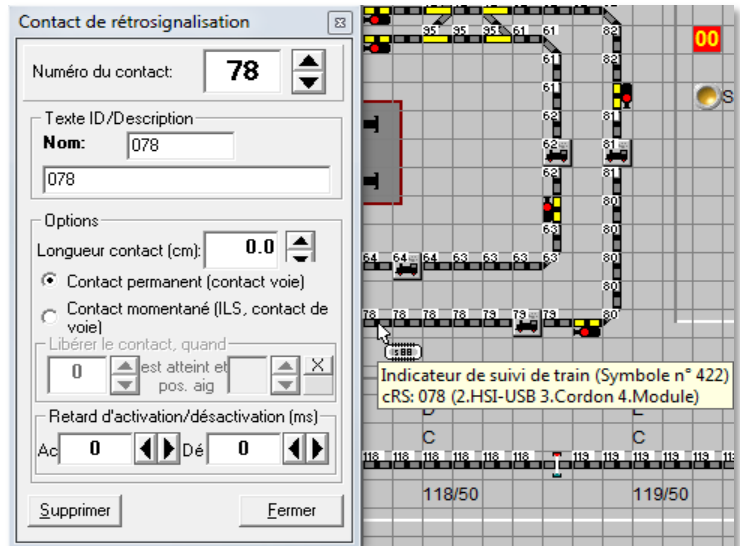 Contact de rétrosignalisation
Numéro du contact: 78
Texte ID/Description
Nom: 078
078
Options
Longueur contact (cm): 0.0
Contact permanent (contact voie)
Contact momentané (ILS, contact de
voie)
Libérer le contact, quand
0 est atteint et
pos. aig
X
Retard d'activation/désactivation (ms)
Ac 0 Dé 0
Supprimer Fermer
95 95 61 61 82
00
61 82
61
S
62 81
62 81
62 81
80
63
64 64 64 63 63 63 63 80
80
78 78 78 78 79 79 79 80
s88
Indicateur de suivi de train (Symbole n° 422)
cRS: 078 (2.HSI-USB 3.Cordon 4.Module)
C C
118 118 118 118 118 118 119 119 119 119 119
118/50 119/50